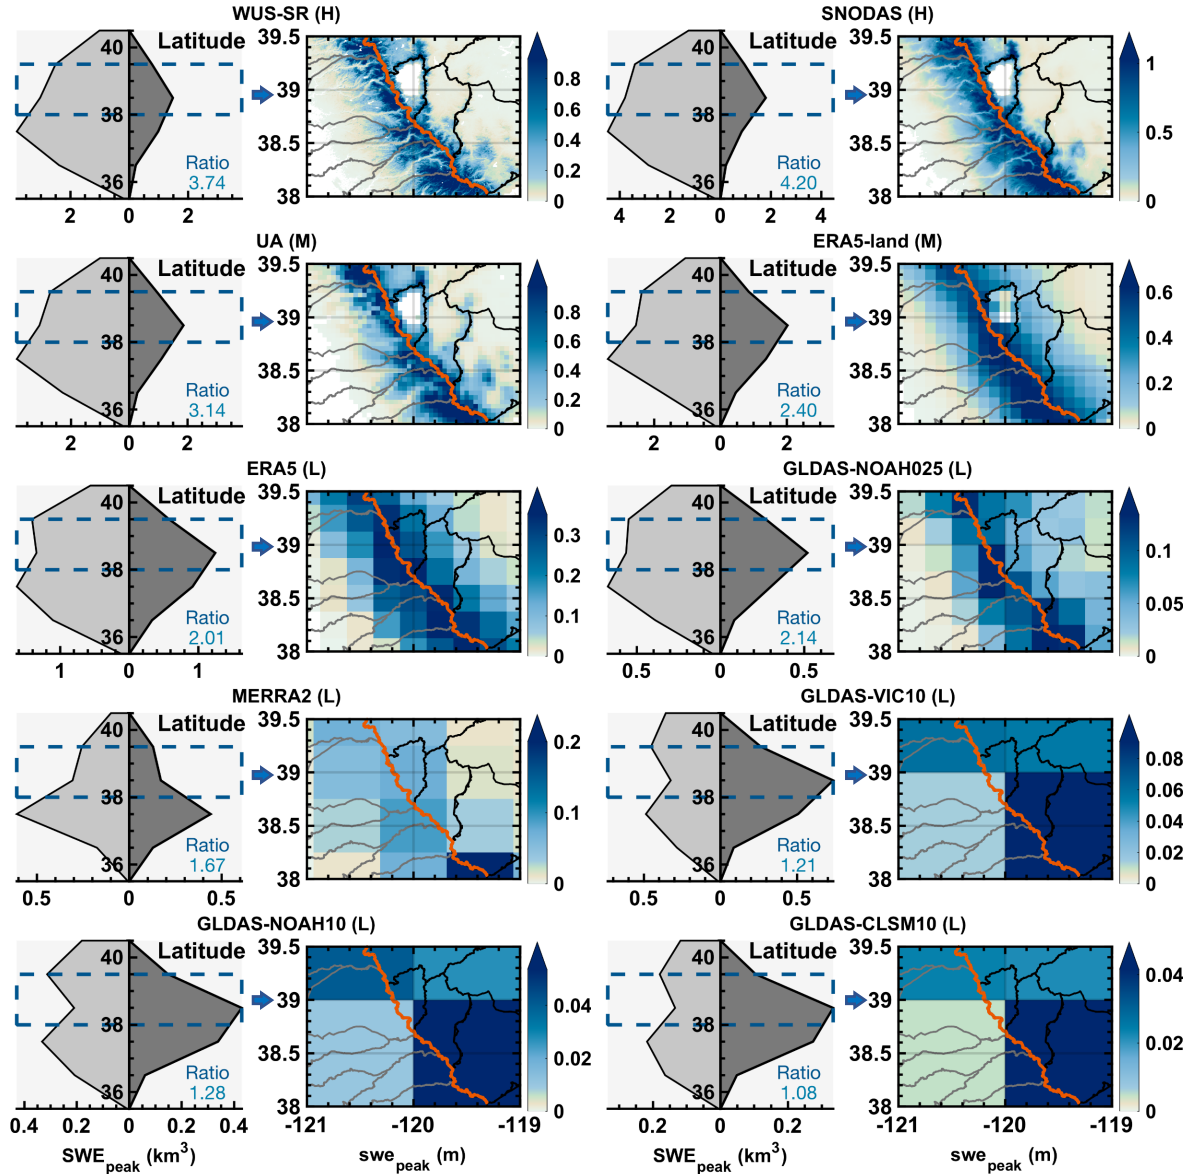 WUS-SR (H)
Latitude
40
38
36
Ratio
3.74
2 0 2
39.5
39
38.5
38
0.8
0.6
0.4
0.2
0
SNODAS (H)
Latitude
40
38
36
Ratio
4.20
4 2 0 2 4
39.5
39
38.5
38
1
0.5
0
UA (M)
Latitude
40
38
36
Ratio
3.14
2 0 2
39.5
39
38.5
38
0.8
0.6
0.4
0.2
0
ERA5-land (M)
Latitude
40
38
36
Ratio
2.40
2 0 2
39.5
39
38.5
38
0.6
0.4
0.2
0
ERA5 (L)
Latitude
40
38
36
Ratio
2.01
1 0 1
39.5
39
38.5
38
0.3
0.2
0.1
0
GLDAS-NOAH025 (L)
Latitude
40
38
36
Ratio
2.14
0.5 0 0.5
39.5
39
38.5
38
0.1
0.05
0
MERRA2 (L)
Latitude
40
38
36
Ratio
1.67
0.5 0 0.5
39.5
39
38.5
38
0.2
0.1
0
GLDAS-VIC10 (L)
Latitude
40
38
36
Ratio
1.21
0.5 0 0.5
39.5
39
38.5
38
0.08
0.06
0.04
0.02
0
GLDAS-NOAH10 (L)
Latitude
40
38
36
Ratio
1.28
0.4 0.2 0 0.2 0.4
SWEpeak (km³)
39.5
39
38.5
38
-121 -120 -119
swepeak (m)
0.04
0.02
0
GLDAS-CLSM10 (L)
Latitude
40
38
36
Ratio
1.08
0.2 0 0.2
SWEpeak (km³)
39.5
39
38.5
38
-121 -120 -119
swepeak (m)
0.04
0.02
0